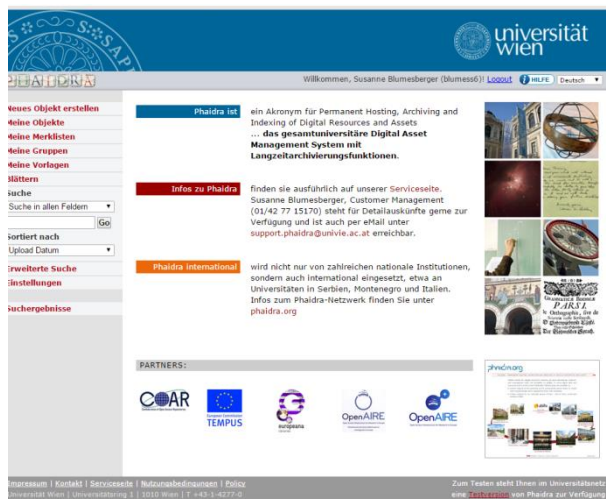 universität
wien
PHAIDRA
Willkommen, Susanne Blumesberger (blumess6)! Logout HILFE Deutsch
Neues Objekt erstellen
Meine Objekte
Meine Merklisten
Meine Gruppen
Meine Vorlagen
Blättern
Suche
Suche in allen Feldern
Go
Sortiert nach
Upload Datum
Erweiterte Suche
Einstellungen
Suchergebnisse
Phaidra ist
ein Akronym für Permanent Hosting, Archiving and
Indexing of Digital Resources and Assets
... das gesamtuniversitäre Digital Asset
Management System mit
Langzeitarchivierungsfunktionen.
Infos zu Phaidra
finden sie ausführlich auf unserer Serviceseite.
Susanne Blumesberger, Customer Management
(01/42 77 15170) steht für Detailauskünfte gerne zur
Verfügung und ist auch per eMail unter
support.phaidra@univie.ac.at erreichbar.
Phaidra international
wird nicht nur von zahlreichen nationale Institutionen,
sondern auch International eingesetzt, etwa an
Universitäten in Serbien, Montenegro und Italien.
Infos zum Phaidra-Netzwerk finden Sie unter
phaidra.org
PARTNERS:
COAR
TEMPUS
europeana
OpenAIRE
OpenAIRE
phaidra.org
Impressum | Kontakt | Serviceseite | Nutzungsbedingungen | Policy
Universität Wien | Universitätsring 1 | 1010 Wien | T +43-1-4277-0
Zum Testen steht Ihnen im Universitätsnetz
eine Testversion von Phaidra zur Verfügung